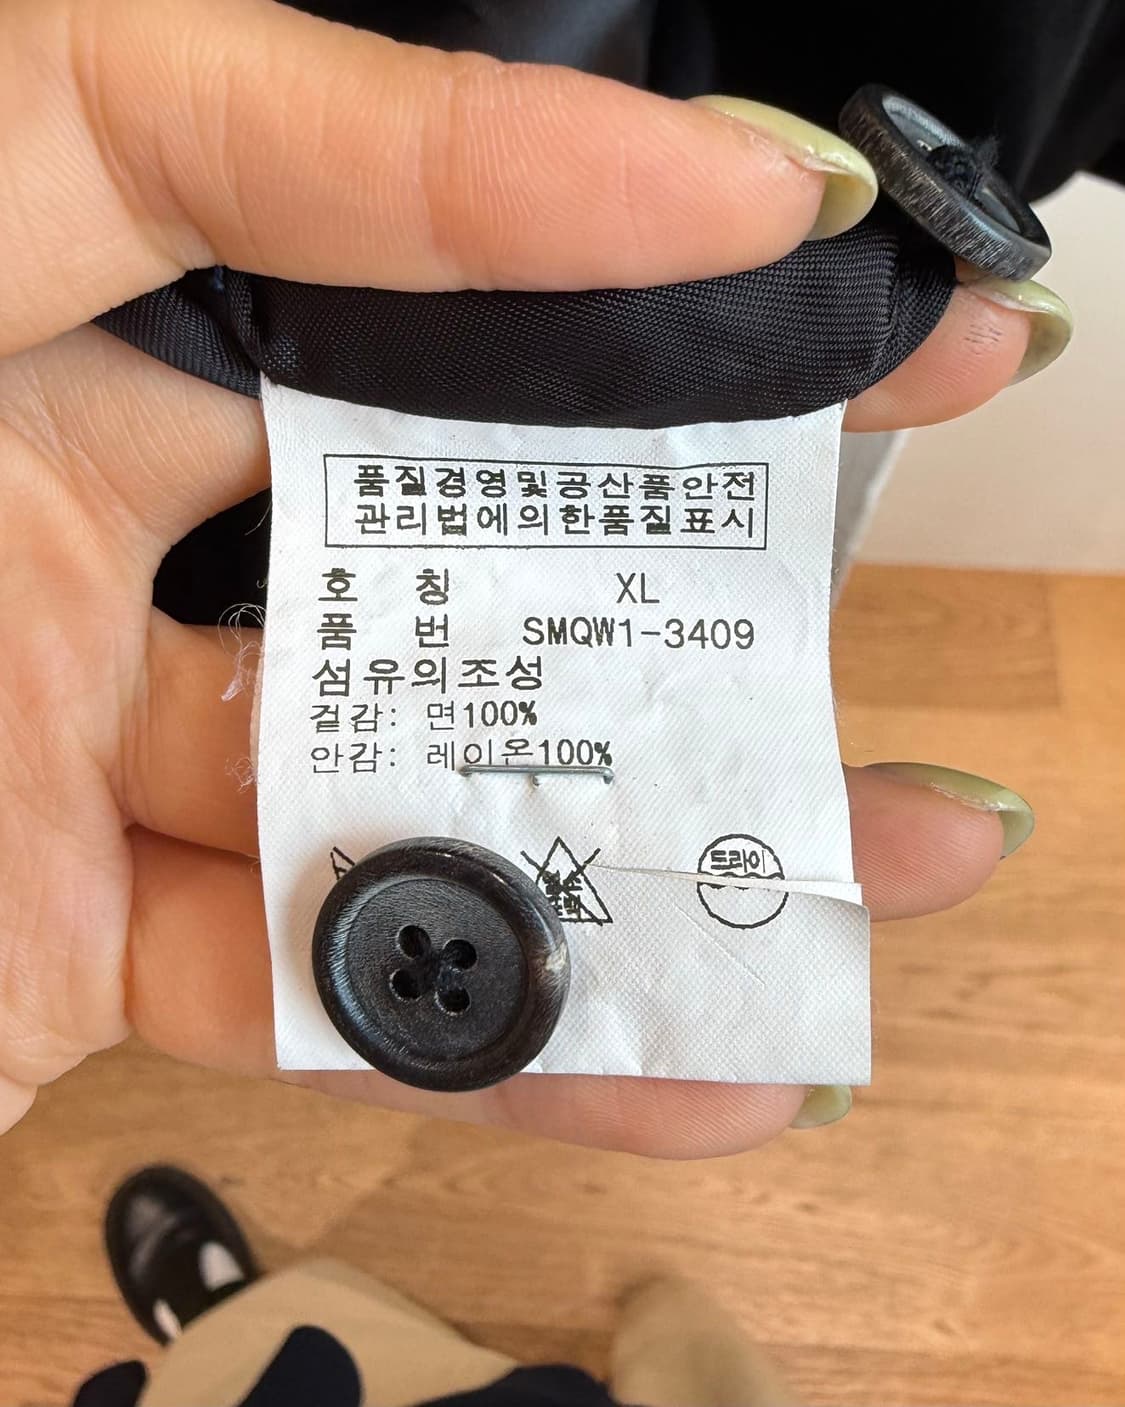 품질경영및공산품안전
관리법에의한품질표시
호 칭 XL
품 번 SMQW1-3409
섬유의조성
겉감: 면100%
안감: 레이온100%
드라이